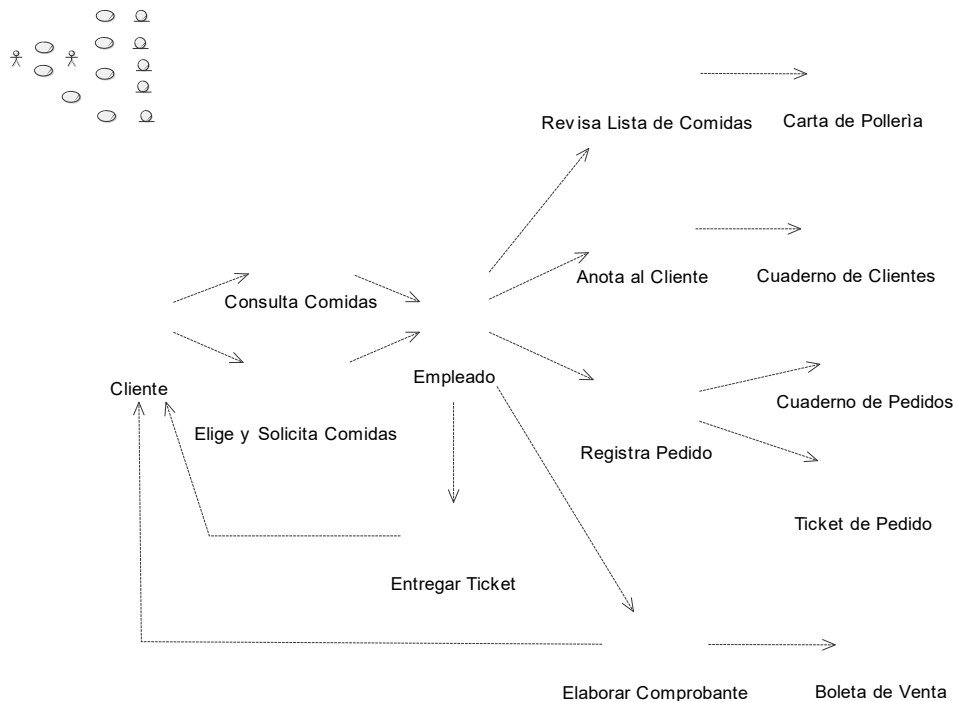 Revisa Lista de Comidas
Carta de Pollerìa
Anota al Cliente
Cuaderno de Clientes
Consulta Comidas
Empleado
Cliente
Cuaderno de Pedidos
Elige y Solicita Comidas
Registra Pedido
Ticket de Pedido
Entregar Ticket
Elaborar Comprobante
Boleta de Venta